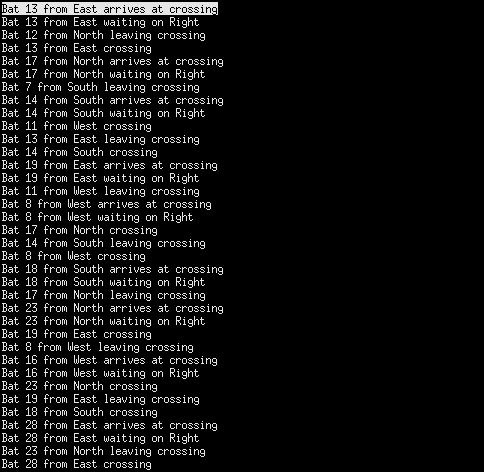 Bat 13 from East arrives at crossing
Bat 13 from East waiting on Right
Bat 12 from North leaving crossing
Bat 13 from East crossing
Bat 17 from North arrives at crossing
Bat 17 from North waiting on Right
Bat 7 from South leaving crossing
Bat 14 from South arrives at crossing
Bat 14 from South waiting on Right
Bat 11 from West crossing
Bat 13 from East leaving crossing
Bat 14 from South crossing
Bat 19 from East arrives at crossing
Bat 19 from East waiting on Right
Bat 11 from West leaving crossing
Bat 8 from West arrives at crossing
Bat 8 from West waiting on Right
Bat 17 from North crossing
Bat 14 from South leaving crossing
Bat 8 from West crossing
Bat 18 from South arrives at crossing
Bat 18 from South waiting on Right
Bat 17 from North leaving crossing
Bat 23 from North arrives at crossing
Bat 23 from North waiting on Right
Bat 19 from East crossing
Bat 8 from West leaving crossing
Bat 16 from West arrives at crossing
Bat 16 from West waiting on Right
Bat 23 from North crossing
Bat 19 from East leaving crossing
Bat 18 from South crossing
Bat 28 from East arrives at crossing
Bat 28 from East waiting on Right
Bat 23 from North leaving crossing
Bat 28 from East crossing